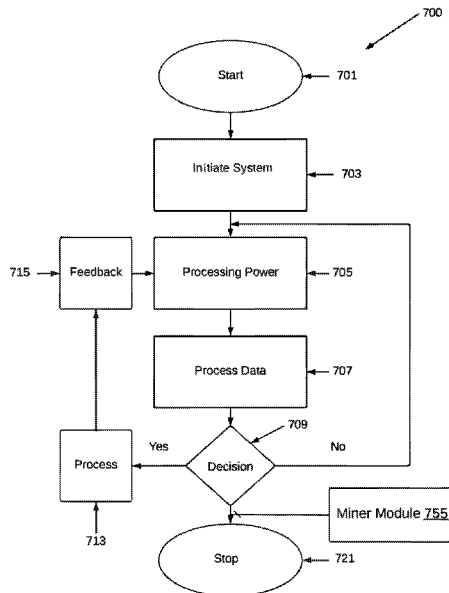 700
Start
701
Initiate System
703
715
Feedback
Processing Power
705
Process Data
707
709
Yes
No
Process
Decision
713
Miner Module 755
Stop
721